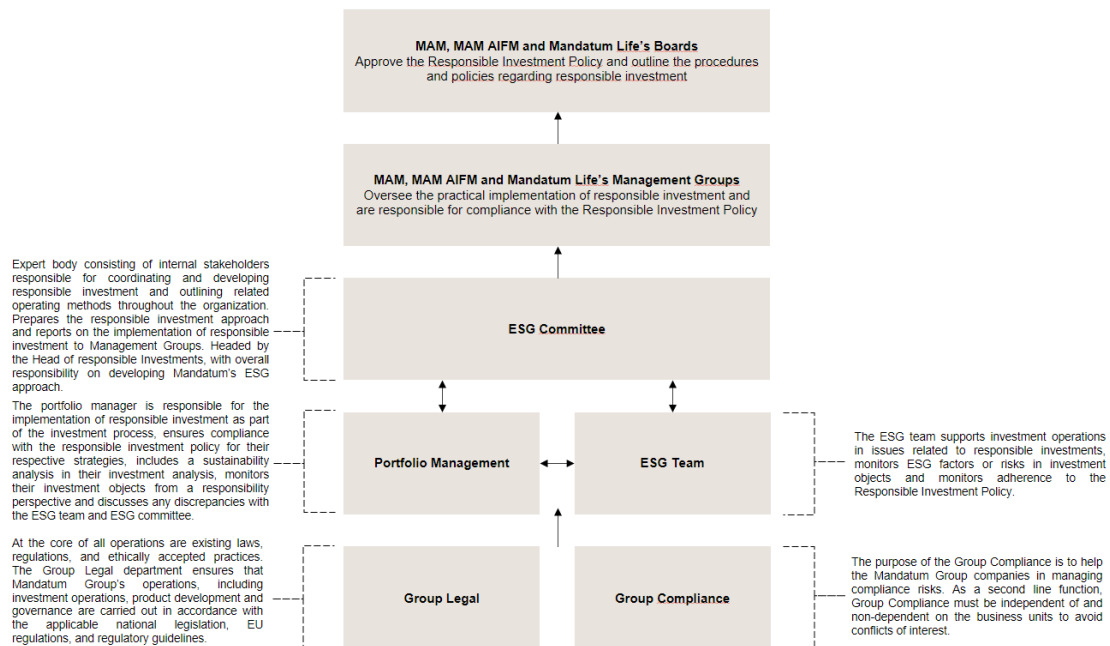 MAM, MAM AIFM and Mandatum Life's Boards
Approve the Responsible Investment Policy and outline the procedures
and policies regarding responsible investment
MAM, MAM AIFM and Mandatum Life's Management Groups
Oversee the practical implementation of responsible investment and
are responsible for compliance with the Responsible Investment Policy
Expert body consisting of internal stakeholders
responsible for coordinating and developing
responsible investment and outlining related
operating methods throughout the organization.
Prepares the responsible investment approach
and reports on the implementation of responsible
investment to Management Groups. Headed by
the Head of responsible Investments, with overall
responsibility on developing Mandatum's ESG
approach.
ESG Committee
The portfolio manager is responsible for the
implementation of responsible investment as part
of the investment process, ensures compliance
with the responsible investment policy for their
respective strategies, includes a sustainability
analysis in their investment analysis, monitors
their investment objects from a responsibility
perspective and discusses any discrepancies with
the ESG team and ESG committee.
Portfolio Management
ESG Team
The ESG team supports investment operations
in issues related to responsible investments,
monitors ESG factors or risks in investment
objects and monitors adherence to the
Responsible Investment Policy.
At the core of all operations are existing laws,
regulations, and ethically accepted practices.
The Group Legal department ensures that
Mandatum Group's operations, including
investment operations, product development and
governance are carried out in accordance with
the applicable national legislation, EU
regulations, and regulatory guidelines.
Group Legal
Group Compliance
The purpose of the Group Compliance is to help
the Mandatum Group companies in managing
compliance risks. As a second line function,
Group Compliance must be independent of and
non-dependent on the business units to avoid
conflicts of interest.